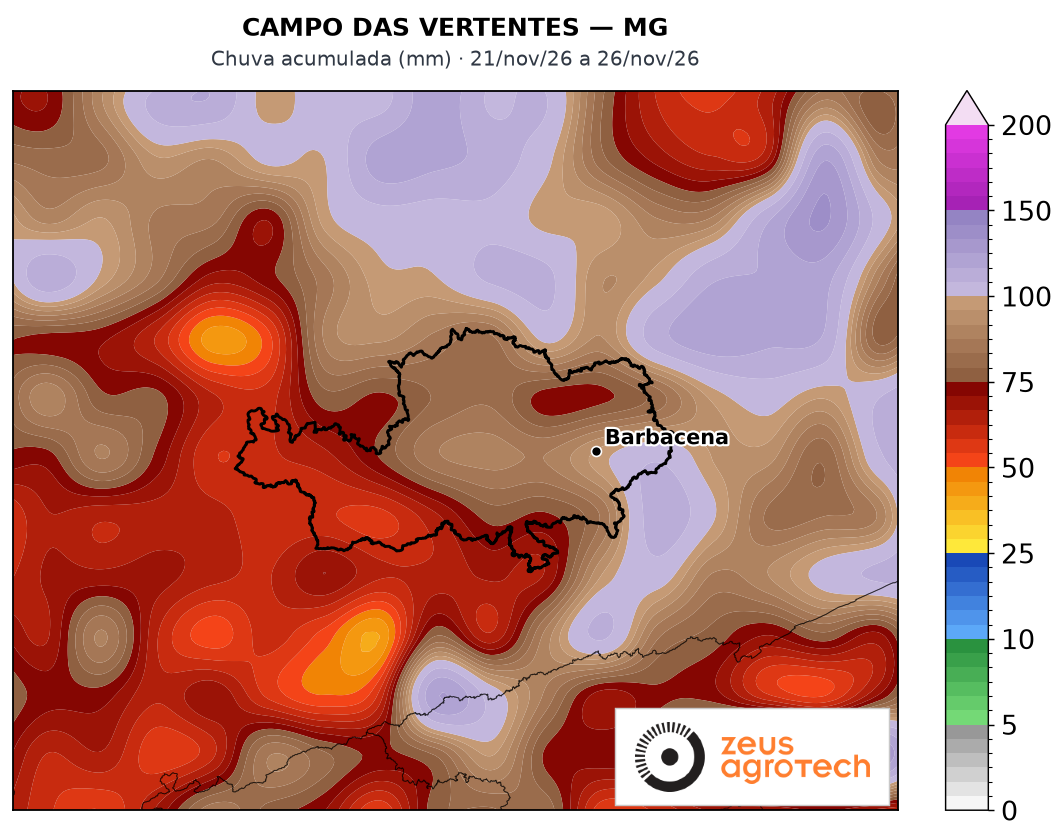 CAMPO DAS VERTENTES — MG
Chuva acumulada (mm) · 21/nov/26 a 26/nov/26
Barbacena
200
150
100
75
50
25
10
5
0
zeus
agrotech